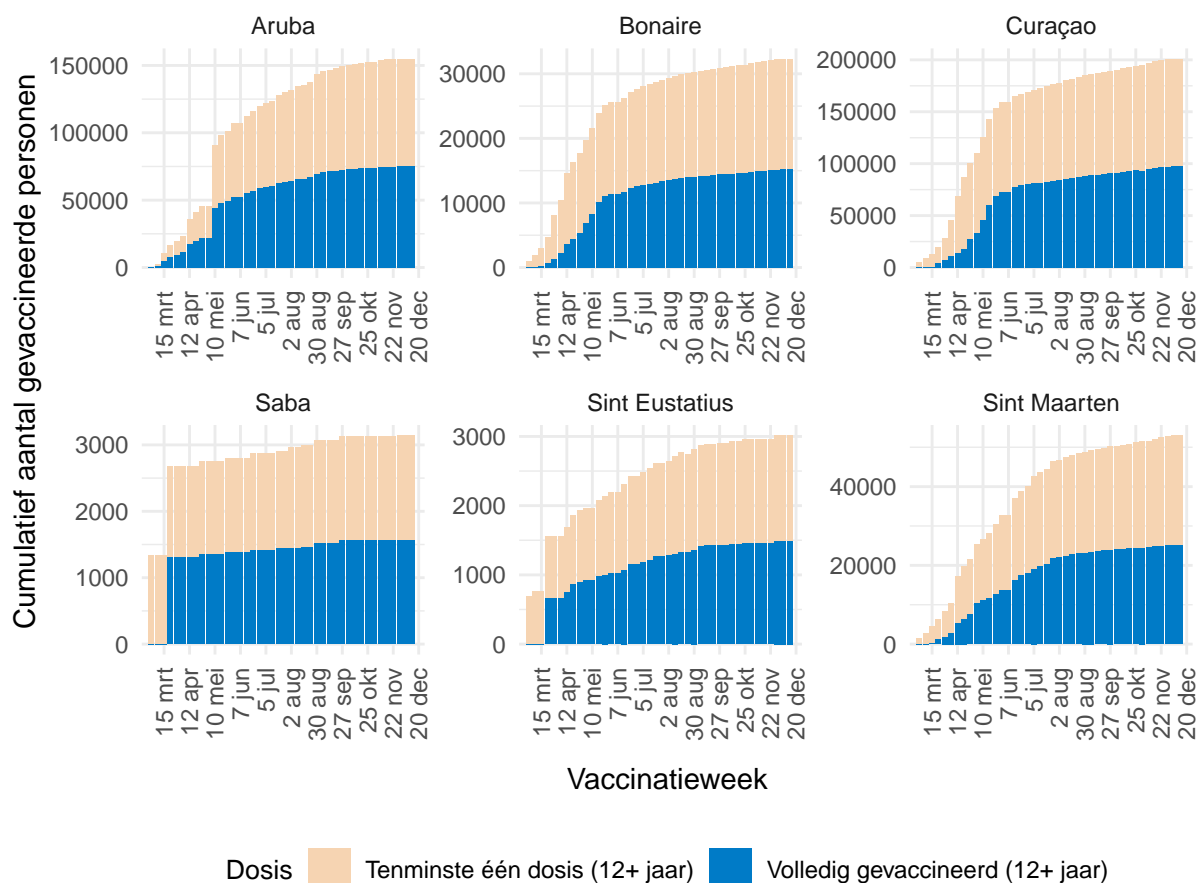 Aruba
Bonaire
Curaçao
Cumulatief aantal gevaccineerde personen
150000
100000
50000
0
30000
20000
10000
0
200000
150000
100000
50000
0
15 mrt
12 apr
10 mei
7 jun
5 jul
2 aug
30 aug
27 sep
25 okt
22 nov
20 dec
15 mrt
12 apr
10 mei
7 jun
5 jul
2 aug
30 aug
27 sep
25 okt
22 nov
20 dec
15 mrt
12 apr
10 mei
7 jun
5 jul
2 aug
30 aug
27 sep
25 okt
22 nov
20 dec
Saba
Sint Eustatius
Sint Maarten
3000
2000
1000
0
3000
2000
1000
0
40000
20000
0
15 mrt
12 apr
10 mei
7 jun
5 jul
2 aug
30 aug
27 sep
25 okt
22 nov
20 dec
15 mrt
12 apr
10 mei
7 jun
5 jul
2 aug
30 aug
27 sep
25 okt
22 nov
20 dec
15 mrt
12 apr
10 mei
7 jun
5 jul
2 aug
30 aug
27 sep
25 okt
22 nov
20 dec
Vaccinatieweek
Dosis Tenminste één dosis (12+ jaar) Volledig gevaccineerd (12+ jaar)